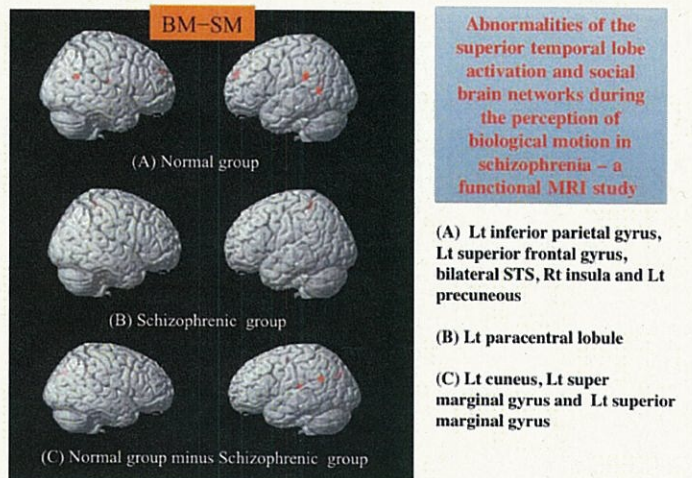 BM–SM
(A) Normal group
(B) Schizophrenic group
(C) Normal group minus Schizophrenic group
Abnormalities of the
superior temporal lobe
activation and social
brain networks during
the perception of
biological motion in
schizophrenia – a
functional MRI study
(A) Lt inferior parietal gyrus,
Lt superior frontal gyrus,
bilateral STS, Rt insula and Lt
precuneous
(B) Lt paracentral lobule
(C) Lt cuneus, Lt super
marginal gyrus and Lt superior
marginal gyrus